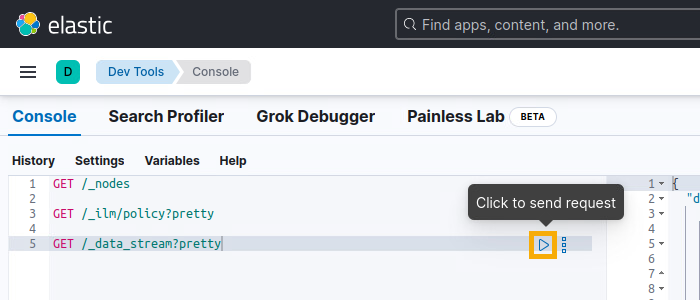 elastic
Find apps, content, and more.
D
Dev Tools
Console
Console
Search Profiler
Grok Debugger
Painless Lab
BETA
History
Settings
Variables
Help
1 GET /_nodes
2
3 GET /_ilm/policy?pretty
4
5 GET /_data_stream?pretty
Click to send request
1 {
2 "d
3
4
5
6
7
8